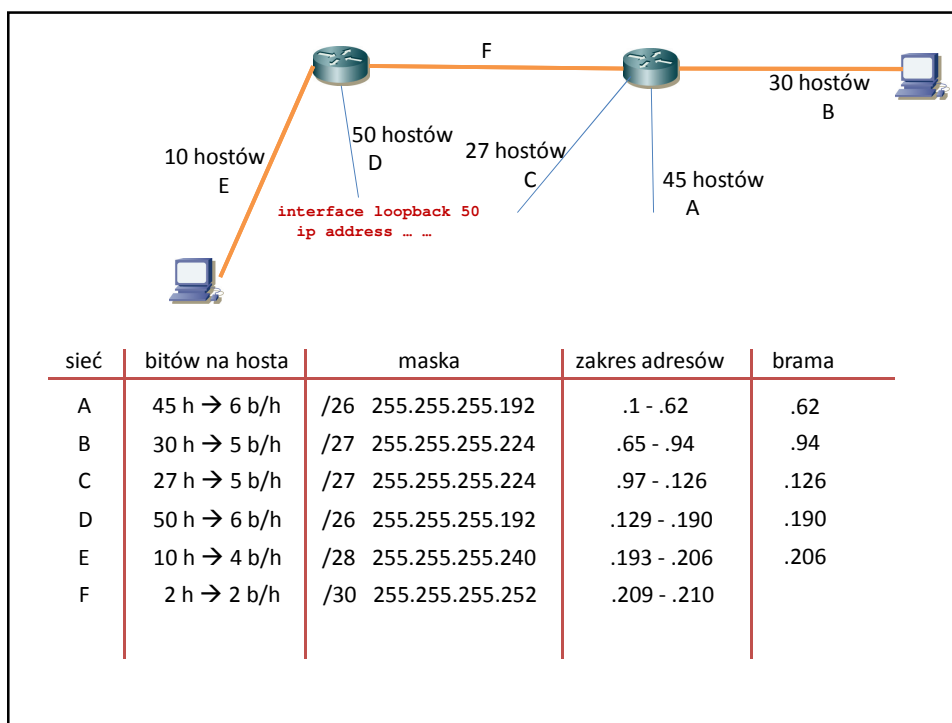 F
30 hostów
B
50 hostów
D
27 hostów
C
10 hostów
E
45 hostów
A
interface loopback 50
ip address … …
sieć bitów na hosta maska zakres adresów brama
A 45 h → 6 b/h /26 255.255.255.192 .1 - .62 .62
B 30 h → 5 b/h /27 255.255.255.224 .65 - .94 .94
C 27 h → 5 b/h /27 255.255.255.224 .97 - .126 .126
D 50 h → 6 b/h /26 255.255.255.192 .129 - .190 .190
E 10 h → 4 b/h /28 255.255.255.240 .193 - .206 .206
F 2 h → 2 b/h /30 255.255.255.252 .209 - .210